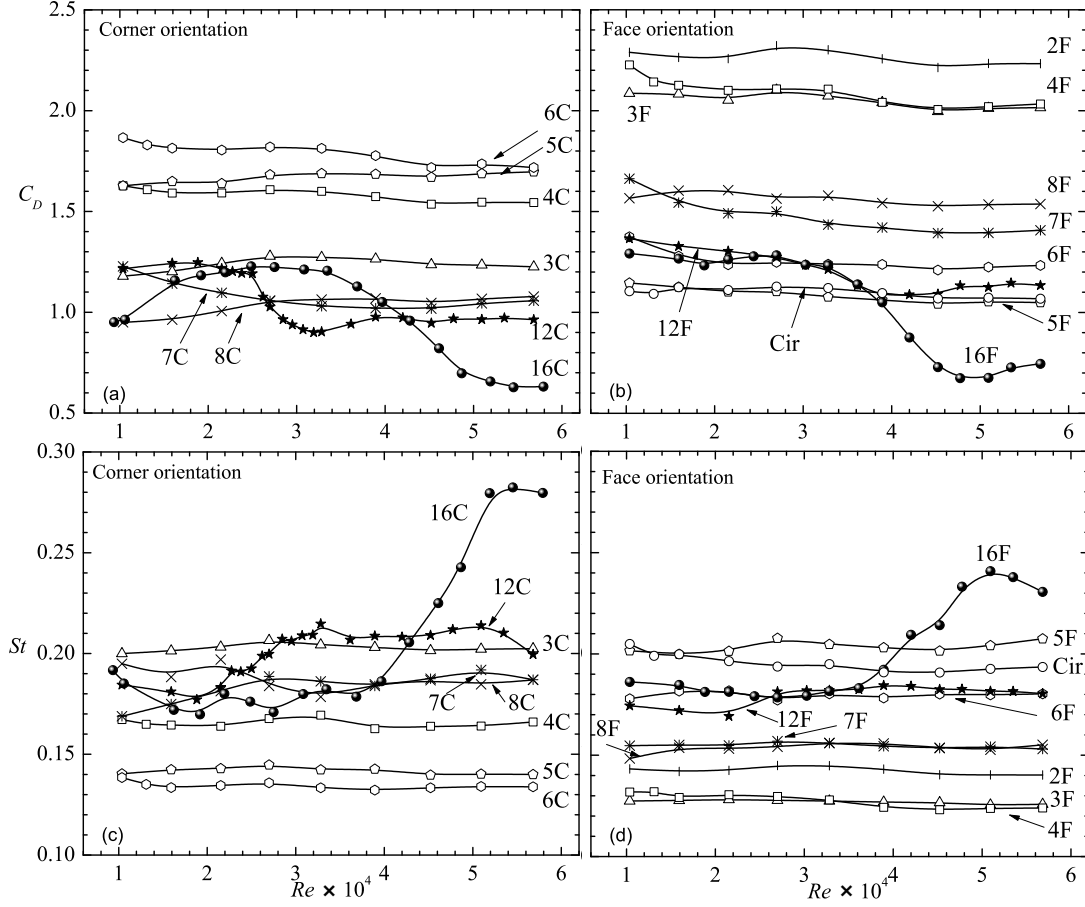 Corner orientation
Face orientation
2.5
2.0
1.5
1.0
0.5
C_D
6C
5C
4C
3C
7C
8C
12C
16C
(a)
1 2 3 4 5 6
2F
4F
3F
8F
7F
6F
12F
Cir
5F
16F
(b)
1 2 3 4 5 6
Corner orientation
Face orientation
0.30
0.25
0.20
0.15
0.10
St
16C
12C
3C
7C
8C
4C
5C
6C
(c)
1 2 3 4 5 6
Re × 10⁴
16F
5F
Cir
6F
12F
7F
8F
2F
3F
4F
(d)
1 2 3 4 5 6
Re × 10⁴